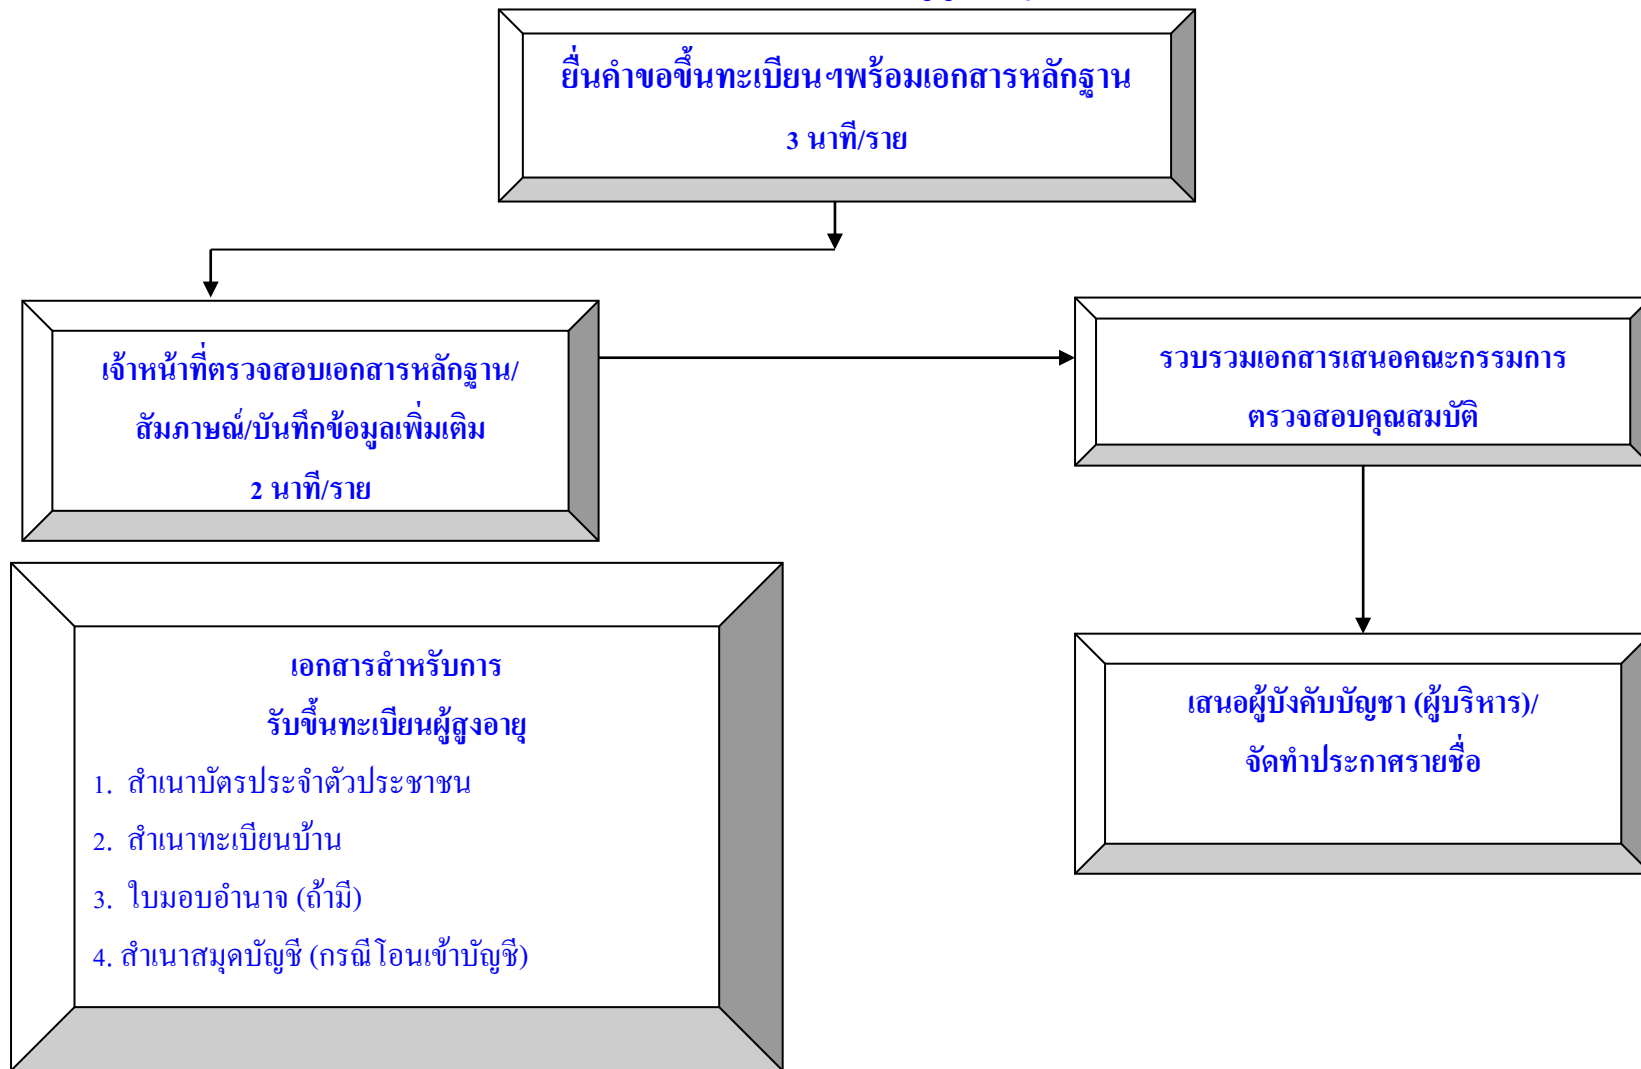 ยื่นคำขอขึ้นทะเบียนฯพร้อมเอกสารหลักฐาน
3 นาที/ราย
เจ้าหน้าที่ตรวจสอบเอกสารหลักฐาน/
สัมภาษณ์/บันทึกข้อมูลเพิ่มเติม
2 นาที/ราย
รวบรวมเอกสารเสนอคณะกรรมการ
ตรวจสอบคุณสมบัติ
เอกสารสำหรับการ
รับขึ้นทะเบียนผู้สูงอายุ
1. สำเนาบัตรประจำตัวประชาชน
2. สำเนาทะเบียนบ้าน
3. ใบมอบอำนาจ (ถ้ามี)
4. สำเนาสมุดบัญชี (กรณีโอนเข้าบัญชี)
เสนอผู้บังคับบัญชา (ผู้บริหาร)/
จัดทำประกาศรายชื่อ